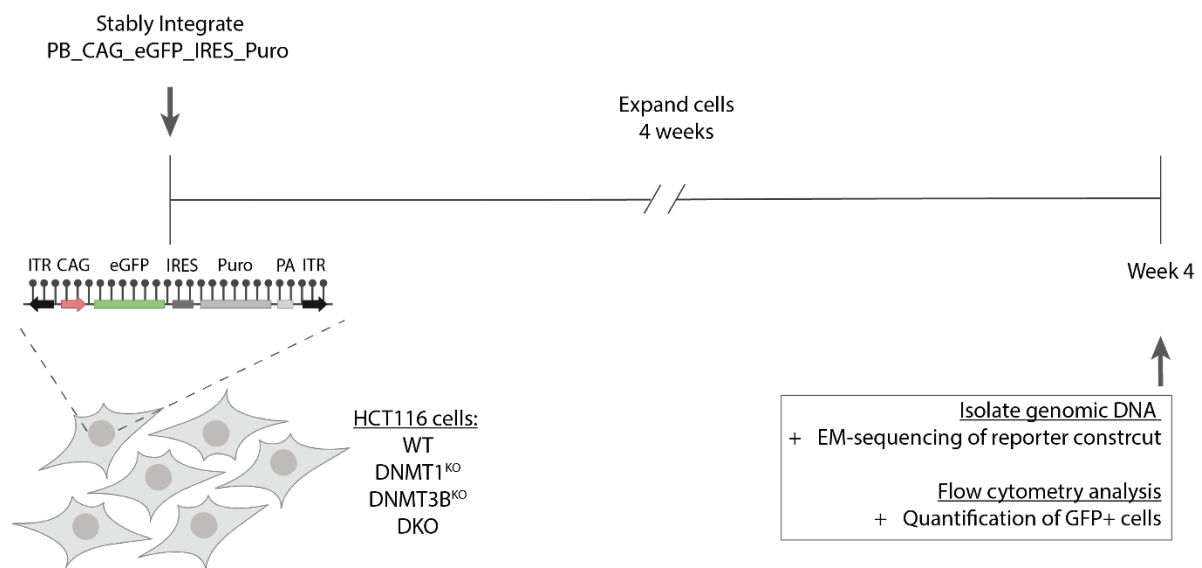 Stably Integrate
PB_CAG_eGFP_IRES_Puro
Expand cells
4 weeks
ITR CAG eGFP IRES Puro PA ITR
Week 4
HCT116 cells:
WT
DNMT1KO
DNMT3BKO
DKO
Isolate genomic DNA
+ EM-sequencing of reporter constrcut
Flow cytometry analysis
+ Quantification of GFP+ cells